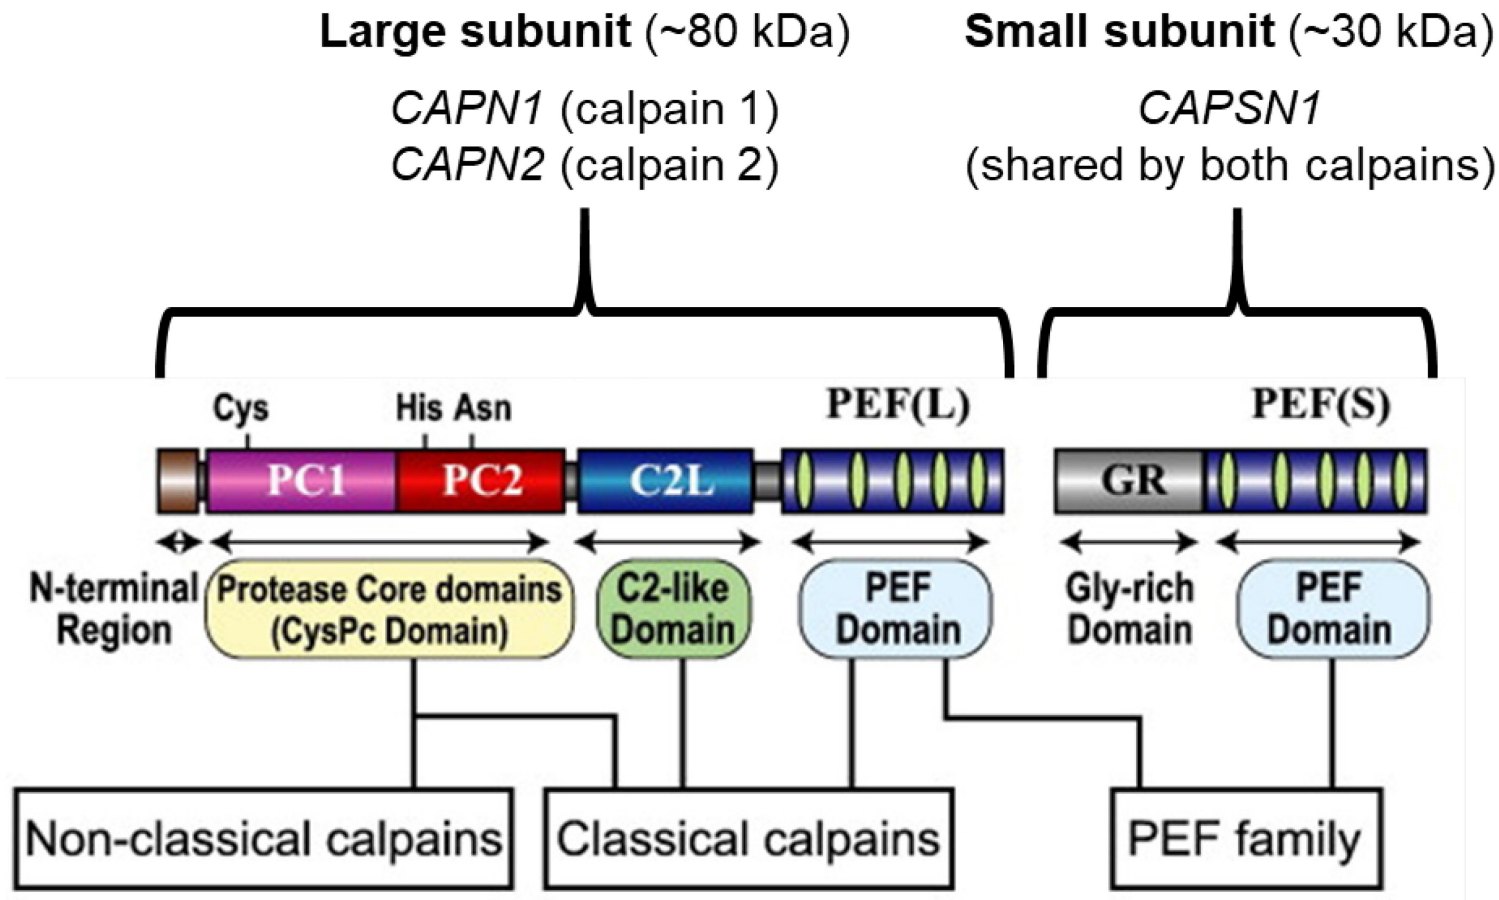 Large subunit (~80 kDa)
CAPN1 (calpain 1)
CAPN2 (calpain 2)
Small subunit (~30 kDa)
CAPSN1
(shared by both calpains)
Cys
His Asn
PEF(L)
PEF(S)
PC1
PC2
C2L
GR
N-terminal
Region
Protease Core domains
(CysPc Domain)
C2-like
Domain
PEF
Domain
Gly-rich
Domain
PEF
Domain
Non-classical calpains
Classical calpains
PEF family